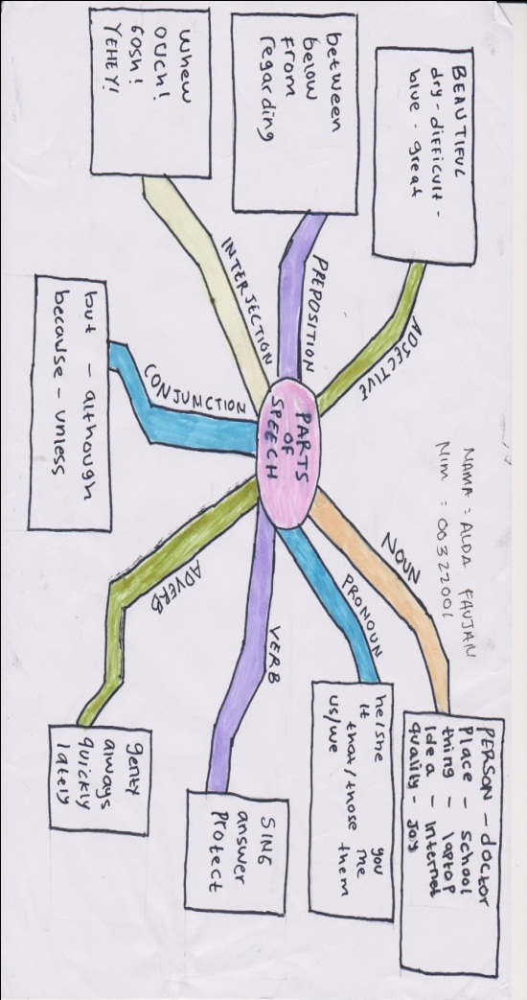 NAMA : ALDA FAUJAN
NIM : 00322001
BEAUTIFUL
dry - difficult -
blue - great
ADJECTIVE
NOUN
PERSON - doctor
Place - school
thing - laptop
Idea - Internet
quality - Joy
between
below
from
regarding
PREPOSITION
PARTS
OF
SPEECH
PRONOUN
he/she you
it that/those me
us/we them
whew
ouch!
Gosh!
YEHEY!
INTERJECTION
VERB
SING
answer
Protect
but - although
because - unless
CONJUNCTION
ADVERB
gently
always
quickly
lately